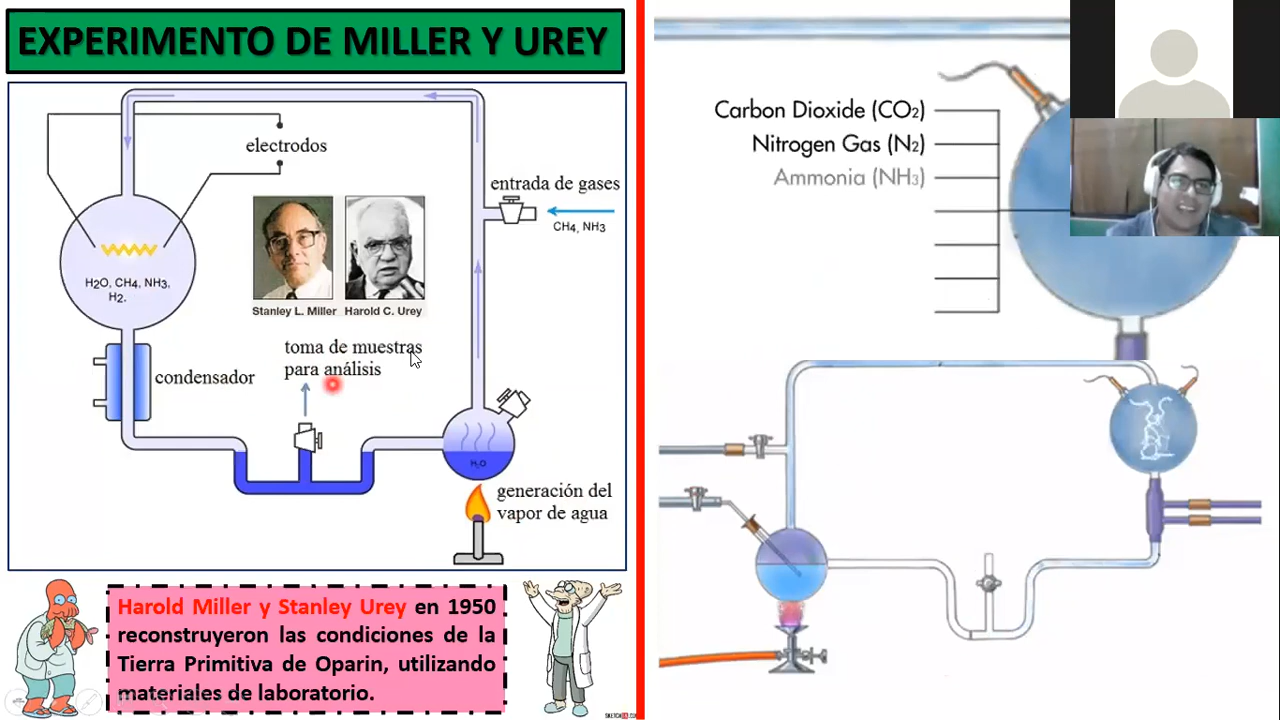 EXPERIMENTO DE MILLER Y UREY
electrodos
entrada de gases
CH4, NH3
H2O, CH4, NH3,
H2.
Stanley L. Miller Harold C. Urey
toma de muestras
para análisis
condensador
H2O
generación del
vapor de agua
Harold Miller y Stanley Urey en 1950
reconstruyeron las condiciones de la
Tierra Primitiva de Oparin, utilizando
materiales de laboratorio.
Carbon Dioxide (CO2)
Nitrogen Gas (N2)
Ammonia (NH3)